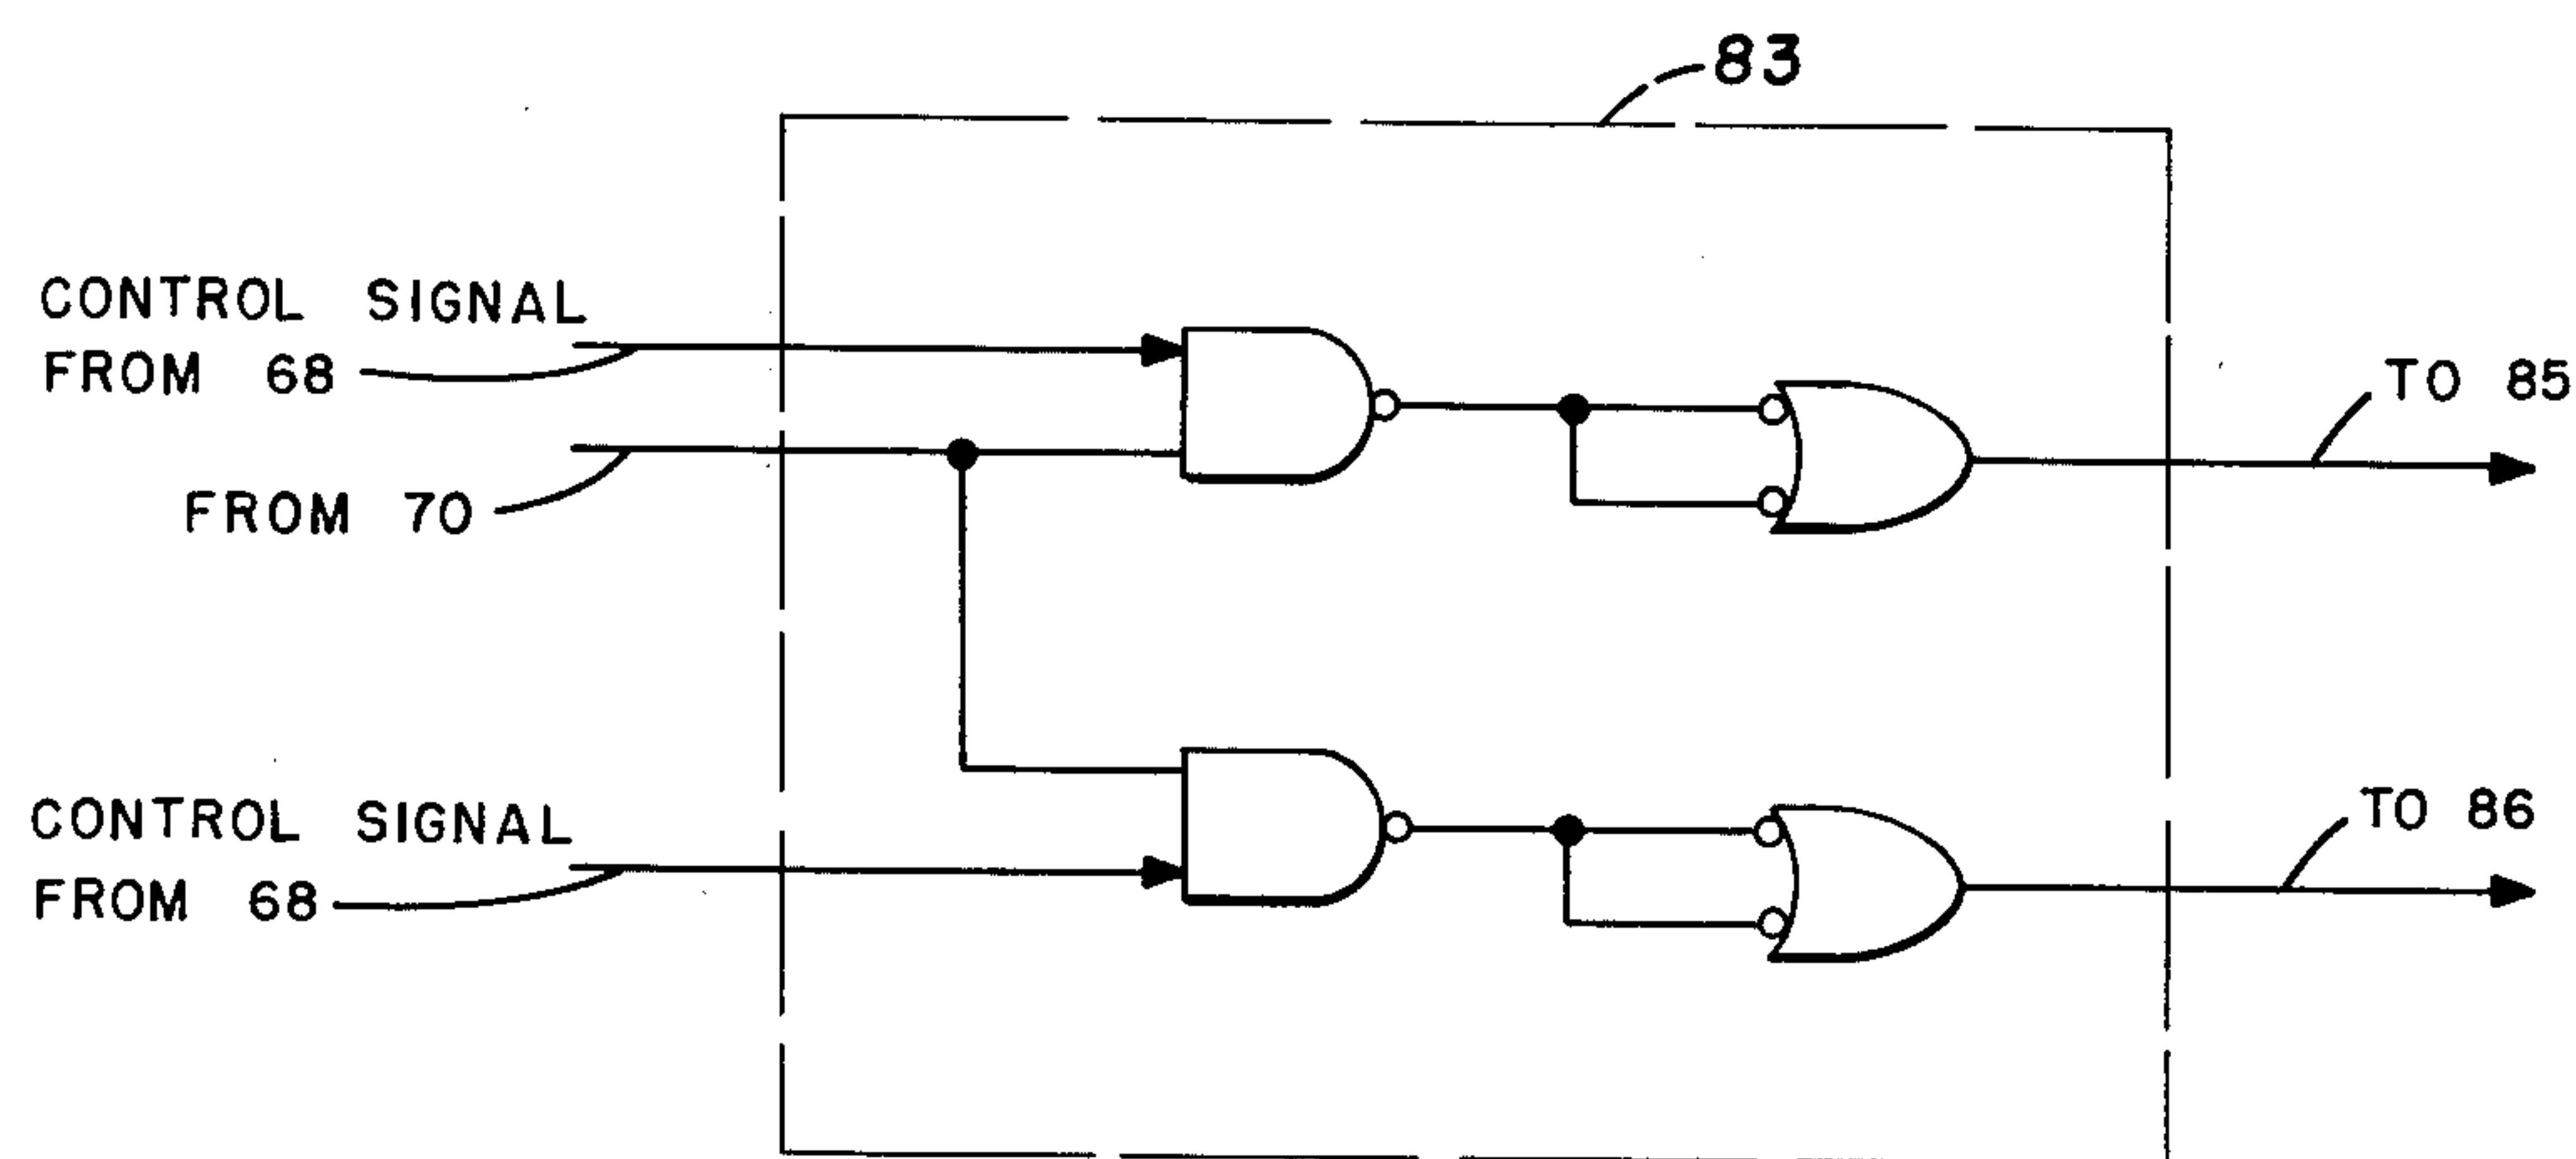 83
CONTROL SIGNAL
FROM 68
TO 85
FROM 70
CONTROL SIGNAL
FROM 68
TO 86